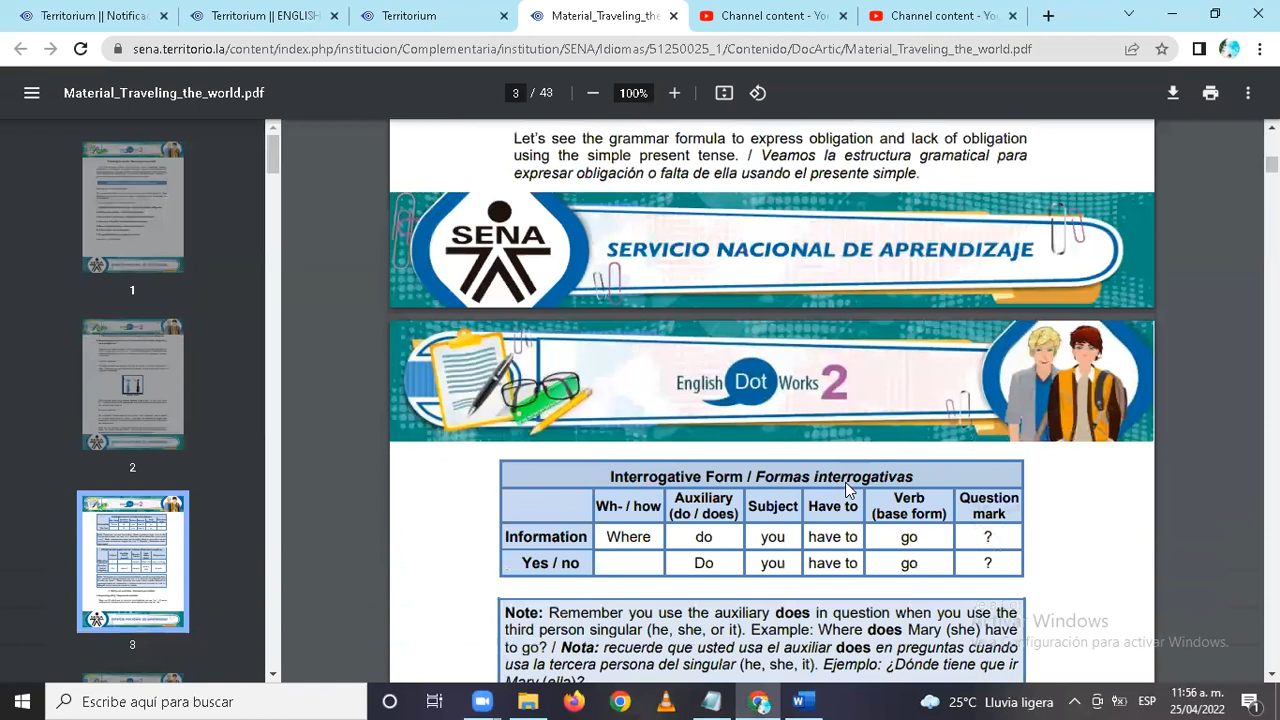 Territorium || Notificac
Territorium || ENGLISH
Territorium
Material_Traveling_the_
Channel content - You
Channel content - You
sena.territorio.la/content/index.php/institucion/Complementaria/institution/SENA/Idiomas/51250025_1/Contenido/DocArtic/Material_Traveling_the_world.pdf
Material_Traveling_the_world.pdf
3 / 43
100%
Let's see the grammar formula to express obligation and lack of obligation
using the simple present tense. / Veamos la estructura gramatical para
expresar obligación o falta de ella usando el presente simple.
SENA
SERVICIO NACIONAL DE APRENDIZAJE
English Dot Works 2
1
2
3
Interrogative Form / Formas interrogativas
Wh- / how Auxiliary (do / does) Subject Have to Verb (base form) Question mark
Information Where do you have to go ?
Yes / no Do you have to go ?
Note: Remember you use the auxiliary does in question when you use the
third person singular (he, she, or it). Example: Where does Mary (she) have
to go? / Nota: recuerde que usted usa el auxiliar does en preguntas cuando
usa la tercera persona del singular (he, she, it). Ejemplo: ¿Dónde tiene que ir
Mary (ella)?
Activar Windows
Ve a Configuración para activar Windows.
Escribe aquí para buscar
25°C Lluvia ligera
ESP
11:56 a. m.
25/04/2022